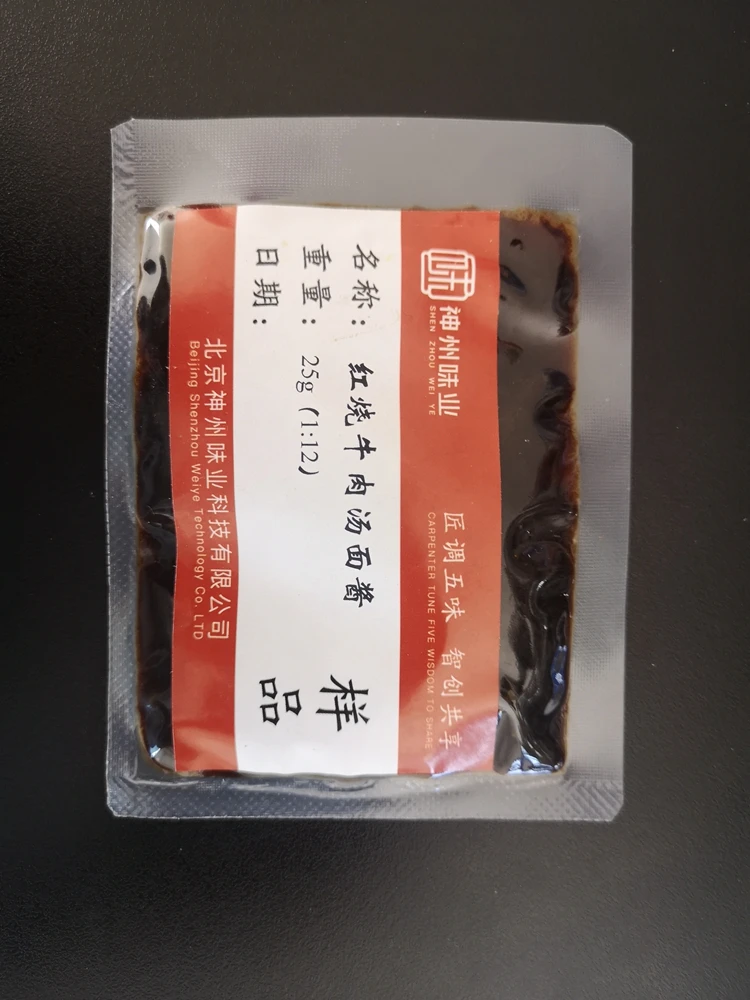 味
神州味业
SHEN ZHOU WEI YE
匠调五味 智创共享
CARPENTER TUNE FIVE WISDOM TO SHARE
名称：红烧牛肉汤面酱
重量：25g（1:12）
日期：
样品
北京神州味业科技有限公司
Beijing Shenzhou Weiye Technology Co. LTD